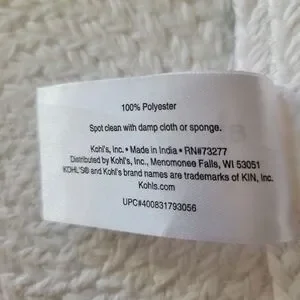 100% Polyester
Spot clean with damp cloth or sponge.
Kohl's, Inc. • Made in India • RN#73277
Distributed by Kohl's, Inc., Menomonee Falls, WI 53051
KOHL'S® and Kohl's brand names are trademarks of KIN, Inc.
Kohls.com
UPC#400831793056